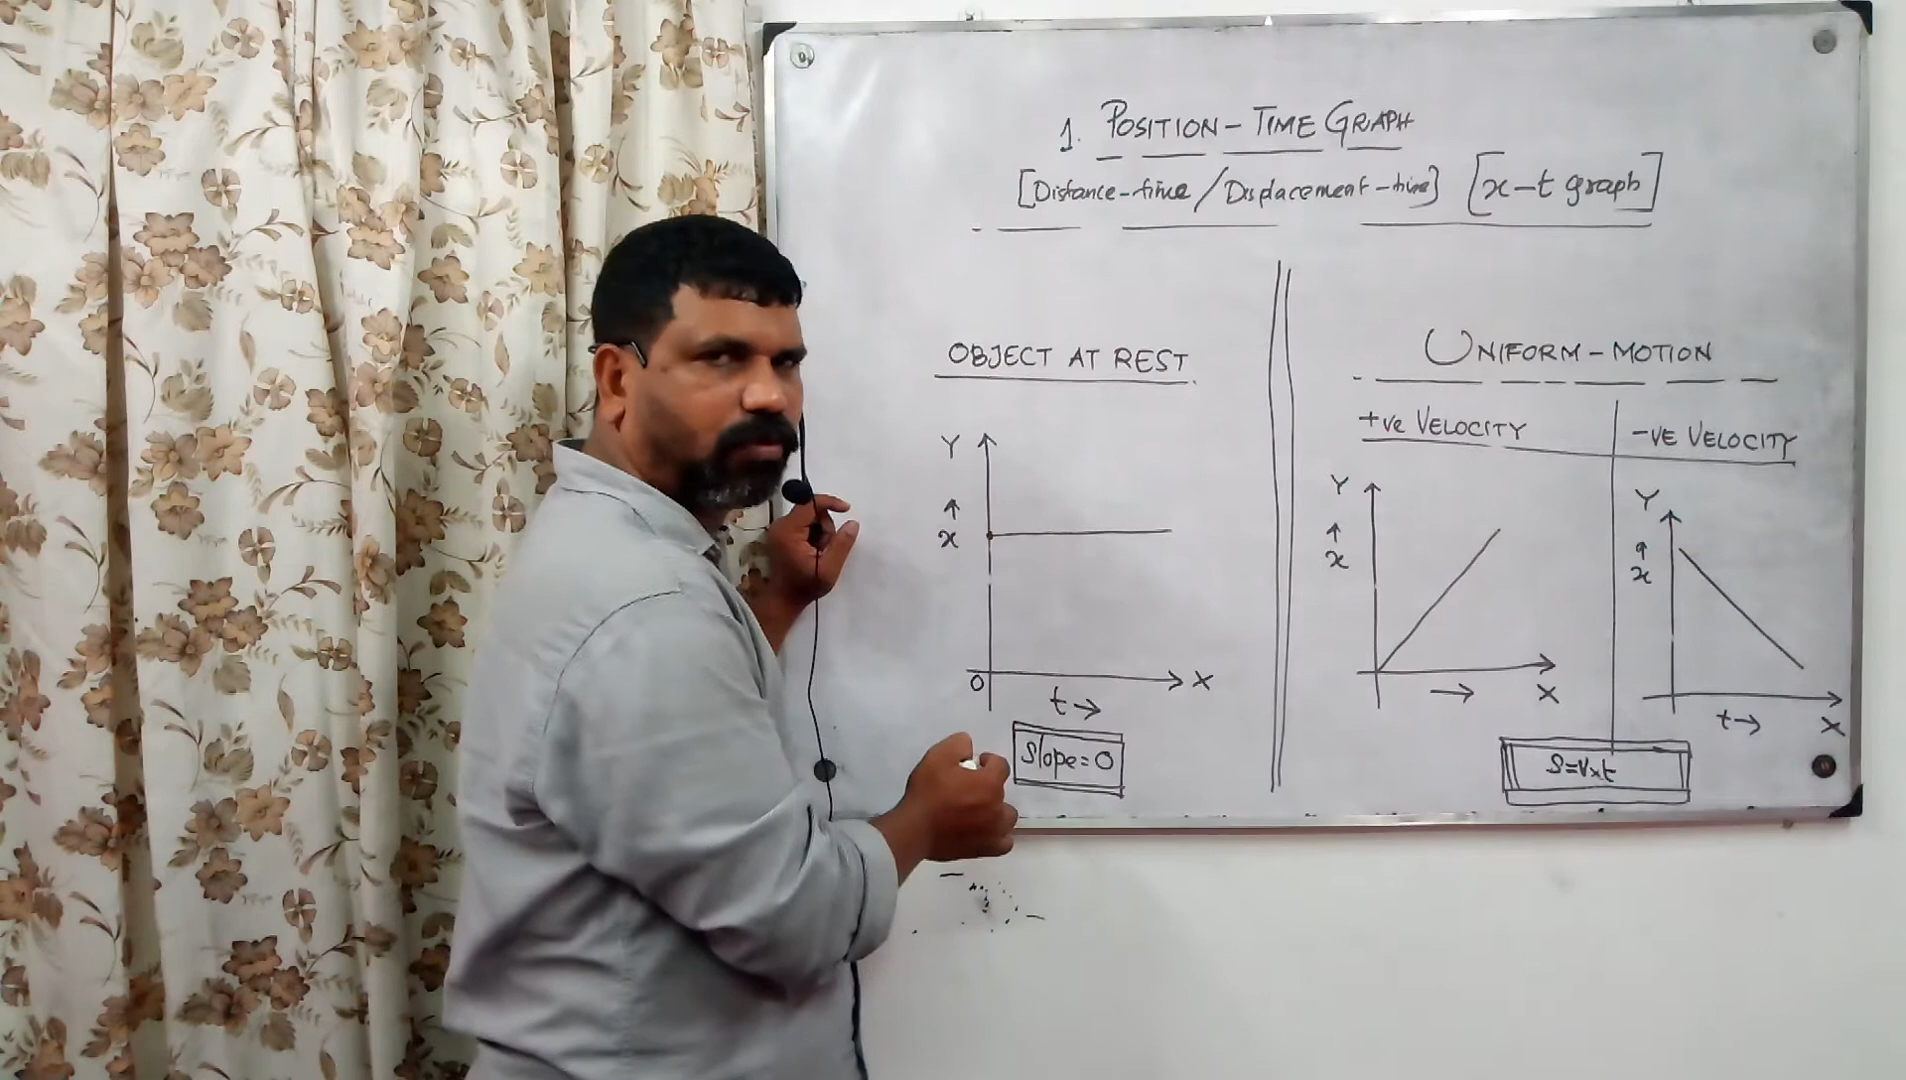 1. POSITION-TIME GRAPH
[Distance-time/Displacement-time] [x-t graph]
OBJECT AT REST
Y
↑
x
O
X
t→
Slope=0
UNIFORM-MOTION
+ve VELOCITY
Y
↑
x
→
X
-VE VELOCITY
Y
↑
x
t→
X
S=V×t